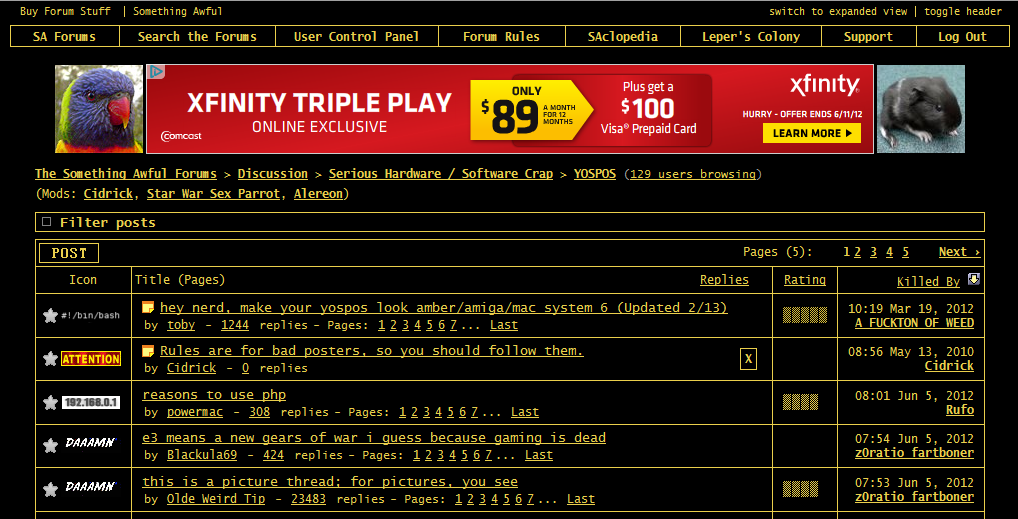 Buy Forum Stuff | Something Awful
switch to expanded view | toggle header
SA Forums
Search the Forums
User Control Panel
Forum Rules
SAclopedia
Leper's Colony
Support
Log Out
XFINITY TRIPLE PLAY
ONLINE EXCLUSIVE
comcast
ONLY
$89 A MONTH FOR 12 MONTHS
Plus get a
$100
Visa® Prepaid Card
xfinity
HURRY - OFFER ENDS 6/11/12
LEARN MORE
The Something Awful Forums > Discussion > Serious Hardware / Software Crap > YOSPOS (129 users browsing)
(Mods: Cidrick, Star War Sex Parrot, Alereon)
Filter posts
POST
Pages (5): 1 2 3 4 5 Next ›
Icon
Title (Pages)
Replies
Rating
Killed By
#!/bin/bash
hey nerd, make your yospos look amber/amiga/mac system 6 (Updated 2/13)
by toby - 1244 replies - Pages: 1 2 3 4 5 6 7... Last
10:19 Mar 19, 2012
A FUCKTON OF WEED
ATTENTION
Rules are for bad posters, so you should follow them.
by Cidrick - 0 replies
X
08:56 May 13, 2010
Cidrick
192.168.0.1
reasons to use php
by powermac - 308 replies - Pages: 1 2 3 4 5 6 7... Last
08:01 Jun 5, 2012
Rufo
DAAAMN
e3 means a new gears of war i guess because gaming is dead
by Blackula69 - 424 replies - Pages: 1 2 3 4 5 6 7... Last
07:54 Jun 5, 2012
z0ratio fartboner
DAAAMN
this is a picture thread; for pictures, you see
by Olde Weird Tip - 23483 replies - Pages: 1 2 3 4 5 6 7... Last
07:53 Jun 5, 2012
z0ratio fartboner